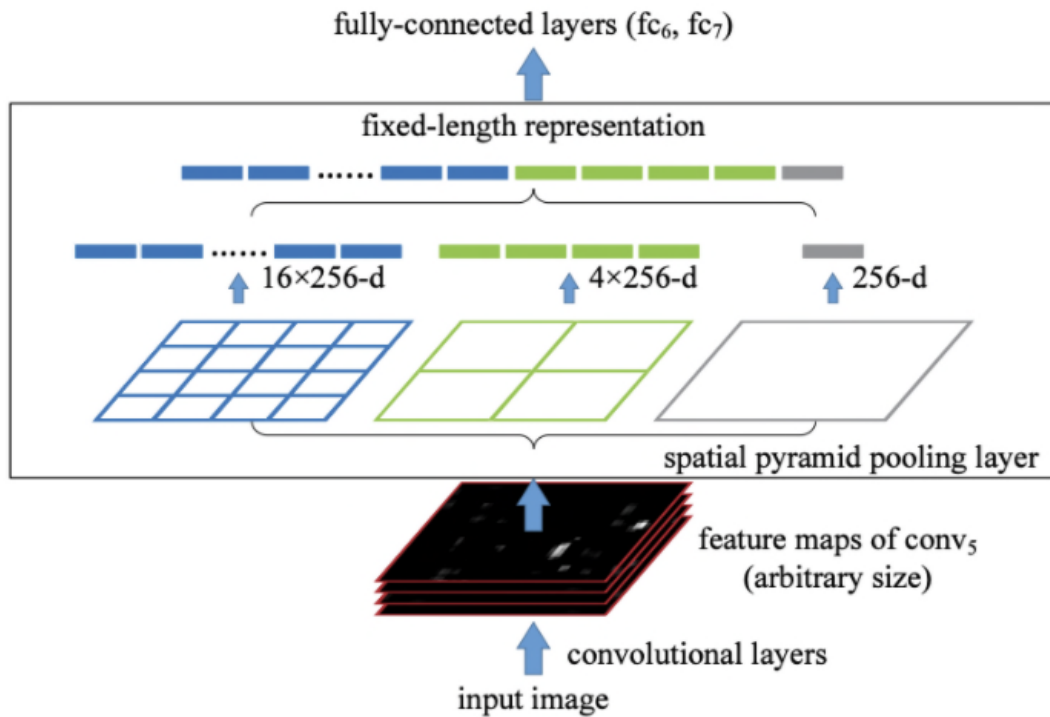 fully-connected layers (fc₆, fc₇)
fixed-length representation
16×256-d
4×256-d
256-d
spatial pyramid pooling layer
feature maps of conv₅
(arbitrary size)
convolutional layers
input image